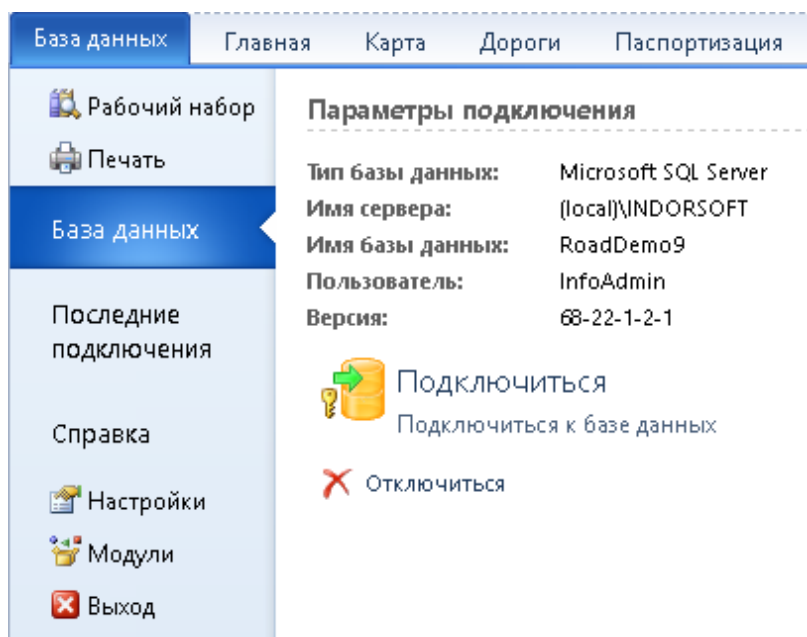 База данных Главная Карта Дороги Паспортизация
Рабочий набор
Печать
База данных
Последние
подключения
Справка
Настройки
Модули
Выход
Параметры подключения
Тип базы данных: Microsoft SQL Server
Имя сервера: (local)\INDORSOFT
Имя базы данных: RoadDemo9
Пользователь: InfoAdmin
Версия: 68-22-1-2-1
Подключиться
Подключиться к базе данных
Отключиться